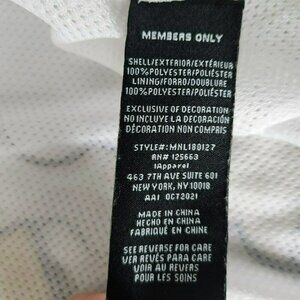 MEMBERS ONLY
SHELL/EXTERIOR/EXTÉRIEUR
100%POLYESTER/POLIÉSTER
LINING/FORRO/DOUBLURE
100%POLYESTER/POLIÉSTER
EXCLUSIVE OF DECORATION
NO INCLUYE LA DECORACIÓN
DÉCORATION NON COMPRIS
STYLE#:MNL180127
RN# 125663
IApparel
463 7TH AVE SUITE 601
NEW YORK, NY 10018
AAI OCT2021
MADE IN CHINA
HECHO EN CHINA
FABRIQUÉ EN CHINE
SEE REVERSE FOR CARE
VER REVÉS PARA EL
VOIR AU REVERS
POUR LES SOINS